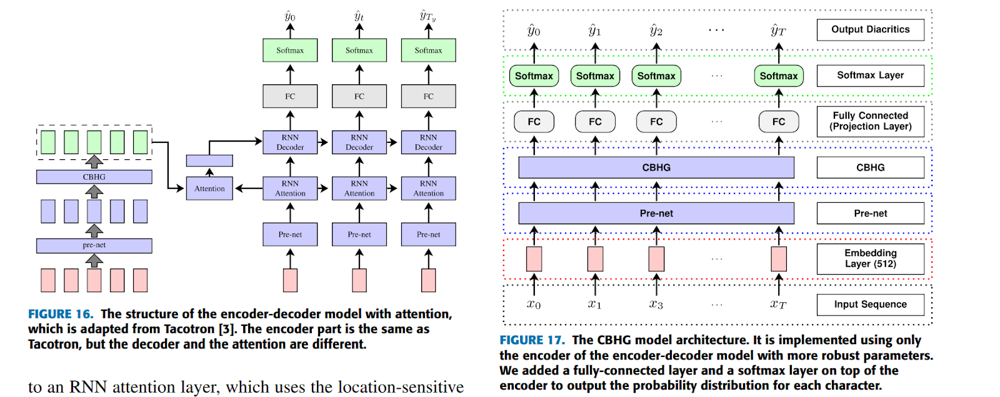 ŷ0 ŷt ŷTy
Softmax Softmax Softmax
FC FC FC
RNN Decoder RNN Decoder RNN Decoder
CBHG
Attention
RNN Attention RNN Attention RNN Attention
pre-net
Pre-net Pre-net Pre-net
FIGURE 16. The structure of the encoder-decoder model with attention,
which is adapted from Tacotron [3]. The encoder part is the same as
Tacotron, but the decoder and the attention are different.
to an RNN attention layer, which uses the location-sensitive
ŷ0 ŷ1 ŷ2 ... ŷT Output Diacritics
Softmax Softmax Softmax ... Softmax Softmax Layer
FC FC FC ... FC Fully Connected
(Projection Layer)
CBHG CBHG
Pre-net Pre-net
... Embedding
Layer (512)
x0 x1 x3 ... xT Input Sequence
FIGURE 17. The CBHG model architecture. It is implemented using only
the encoder of the encoder-decoder model with more robust parameters.
We added a fully-connected layer and a softmax layer on top of the
encoder to output the probability distribution for each character.